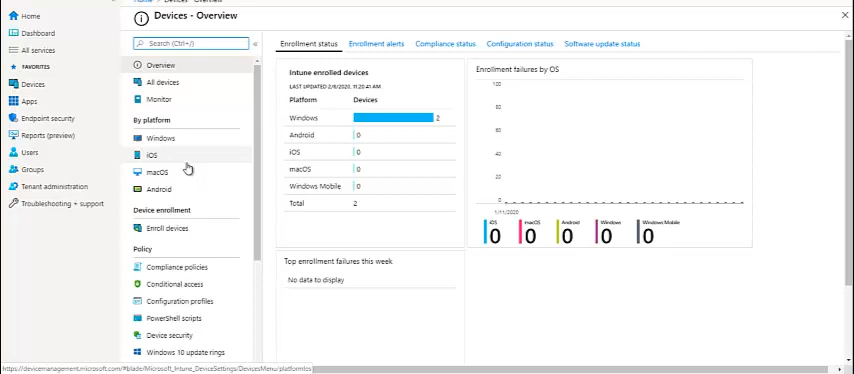 Home
Dashboard
All services
FAVORITES
Devices
Apps
Endpoint security
Reports (preview)
Users
Groups
Tenant administration
Troubleshooting + support
Home Devices - Overview
Devices - Overview
Search (Ctrl+/)
«
Overview
All devices
Monitor
By platform
Windows
iOS
macOS
Android
Device enrollment
Enroll devices
Policy
Compliance policies
Conditional access
Configuration profiles
PowerShell scripts
Device security
Windows 10 update rings
Enrollment status Enrollment alerts Compliance status Configuration status Software update status
Intune enrolled devices
LAST UPDATED 2/6/2020, 11:20:41 AM
Platform Devices
Windows 2
Android 0
iOS 0
macOS 0
Windows Mobile 0
Total 2
Enrollment failures by OS
100
80
60
40
20
0
1/11/2020
iOS 0
macOS 0
Android 0
Windows 0
Windows Mobile 0
Top enrollment failures this week
No data to display
https://devicemanagement.microsoft.com/#blade/Microsoft_Intune_DeviceSettings/DevicesMenu/platformIos